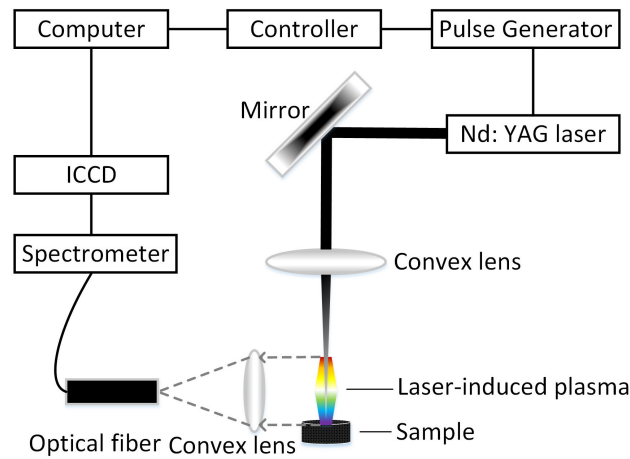 Computer
Controller
Pulse Generator
Mirror
Nd: YAG laser
ICCD
Spectrometer
Convex lens
Laser-induced plasma
Sample
Optical fiber
Convex lens